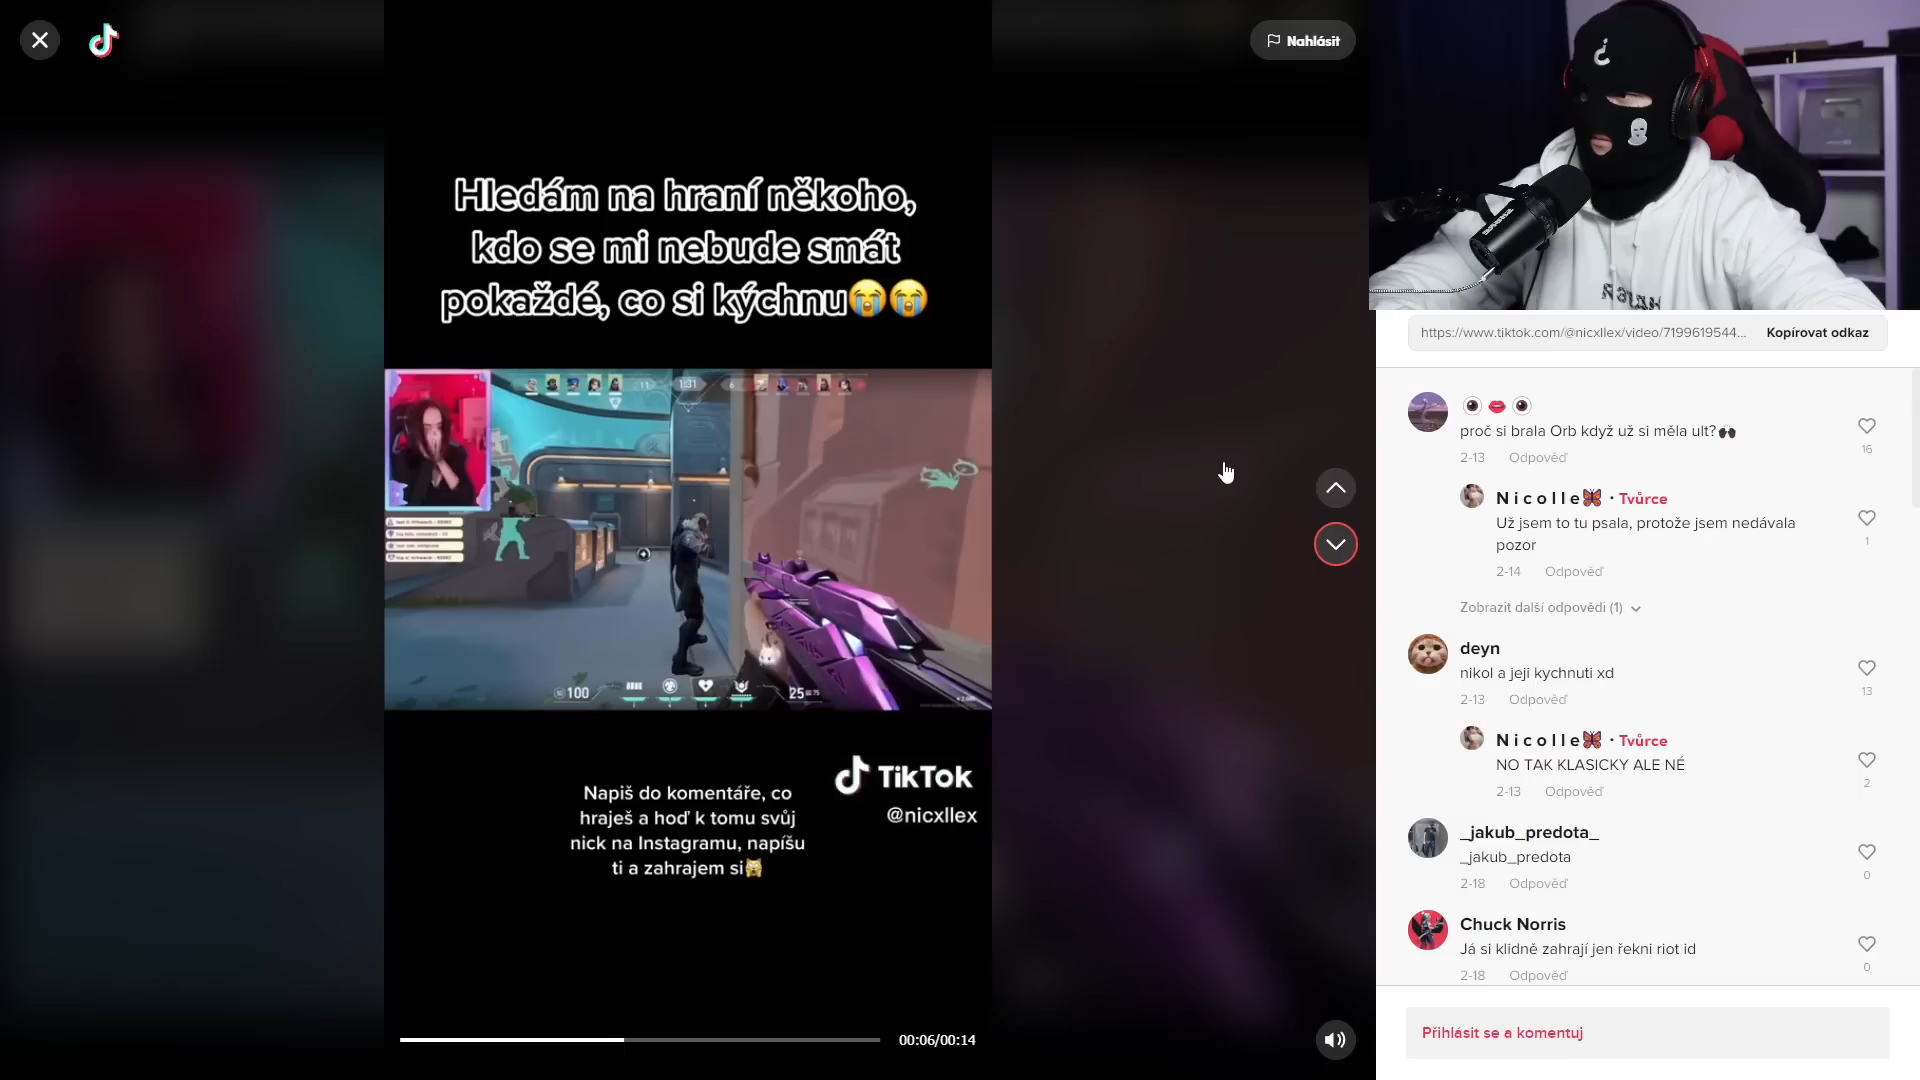 Nahlásit
Hledám na hraní někoho,
kdo se mi nebude smát
pokaždé, co si kýchnu😭😭
11
1:31
6
100
25
TikTok
@nicxllex
Napiš do komentáře, co
hraješ a hoď k tomu svůj
nick na Instagramu, napíšu
ti a zahrajem si🙀
00:06/00:14
https://www.tiktok.com/@nicxllex/video/7199619544...
Kopírovat odkaz
👁️👄👁️
proč si brala Orb když už si měla ult?🙌🏿
16
2-13 Odpověď
N i c o l l e🦋 · Tvůrce
Už jsem to tu psala, protože jsem nedávala
pozor
1
2-14 Odpověď
Zobrazit další odpovědi (1)
deyn
nikol a jeji kychnuti xd
13
2-13 Odpověď
N i c o l l e🦋 · Tvůrce
NO TAK KLASICKY ALE NÉ
2
2-13 Odpověď
_jakub_predota_
_jakub_predota
0
2-18 Odpověď
Chuck Norris
Já si klidně zahrají jen řekni riot id
0
2-18 Odpověď
Přihlásit se a komentuj